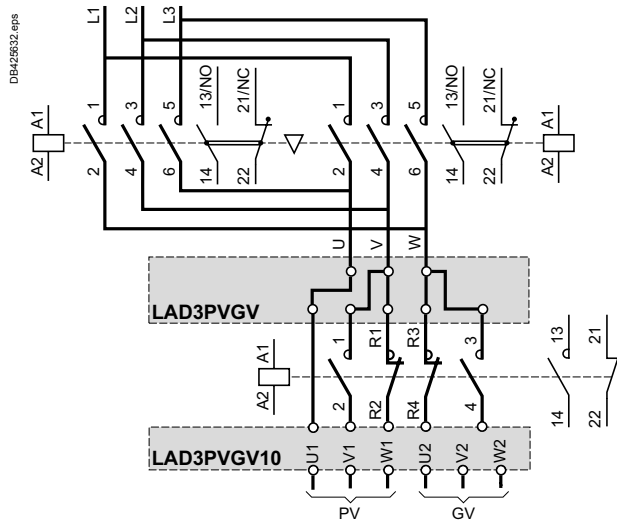 DB425632.eps
L1 L2 L3
A1 1 3 5 13/NO 21/NC 1 3 5 13/NO 21/NC A1
A2 2 4 6 14 22 2 4 6 14 22 A2
U V W
LAD3PVGV
A1 1 R1 R3 3 13 21
A2 2 R2 R4 4 14 22
LAD3PVGV10 U1 V1 W1 U2 V2 W2
PV GV